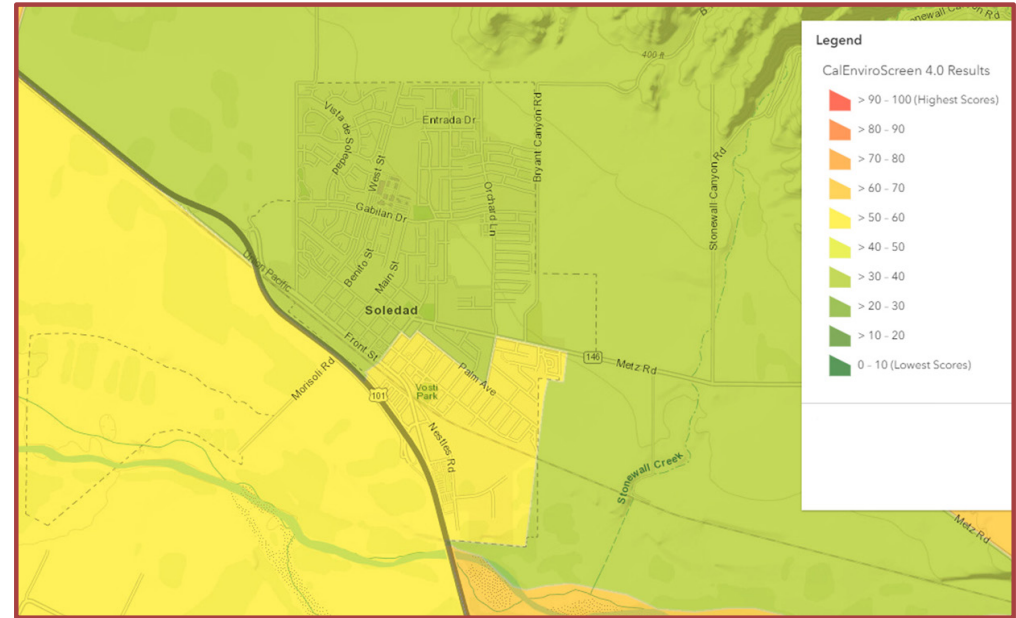 Stonewall Canyon Rd
400 ft
Legend
CalEnviroScreen 4.0 Results
> 90 - 100 (Highest Scores)
> 80 - 90
> 70 - 80
> 60 - 70
> 50 - 60
> 40 - 50
> 30 - 40
> 20 - 30
> 10 - 20
0 - 10 (Lowest Scores)
Vista de Soledad
Entrada Dr
Bryant Canyon Rd
West St
Orchard Ln
Gabilan Dr
Stonewall Canyon Rd
Benito St
Main St
Union Pacific
Soledad
Front St
146
Metz Rd
Morisoli Rd
Palm Ave
101
Vosti
Park
Nestles Rd
Stonewall Creek
Metz Rd